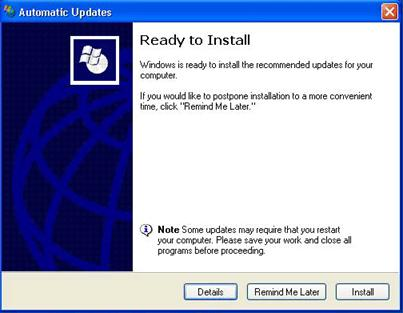 Automatic Updates
Ready to Install
Windows is ready to install the recommended updates for your
computer.
If you would like to postpone installation to a more convenient
time, click "Remind Me Later."
Note Some updates may require that you restart
your computer. Please save your work and close all
programs before proceeding.
Details
Remind Me Later
Install